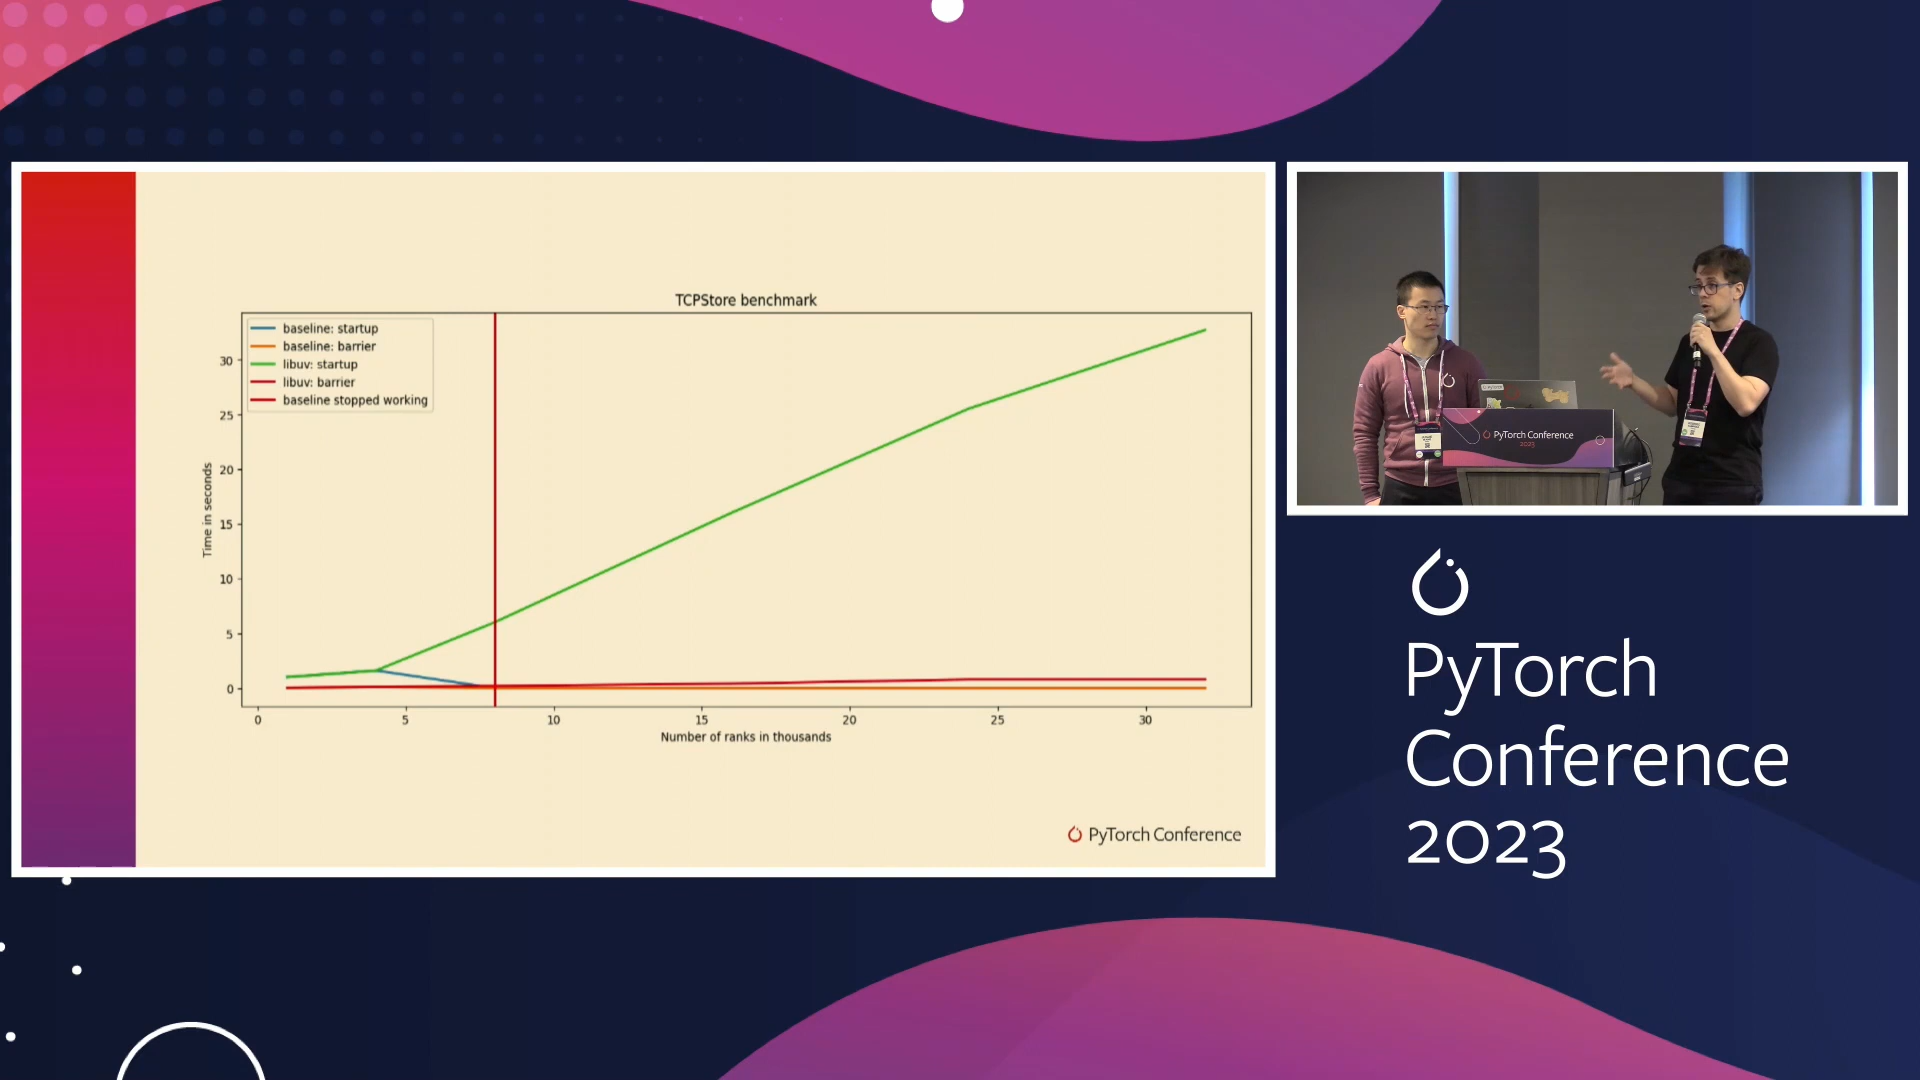 TCPStore benchmark
baseline: startup
baseline: barrier
libuv: startup
libuv: barrier
baseline stopped working
Time in seconds
30
25
20
15
10
5
0
0 5 10 15 20 25 30
Number of ranks in thousands
PyTorch Conference
PyTorch Conference
2023
PyTorch
Conference
2023